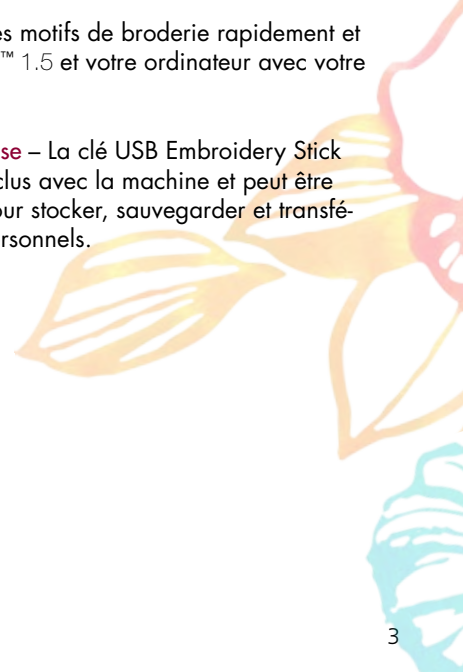 es motifs de broderie rapidement et
™ 1.5 et votre ordinateur avec votre
se – La clé USB Embroidery Stick
clus avec la machine et peut être
our stocker, sauvegarder et transfé-
ersonnels.
3